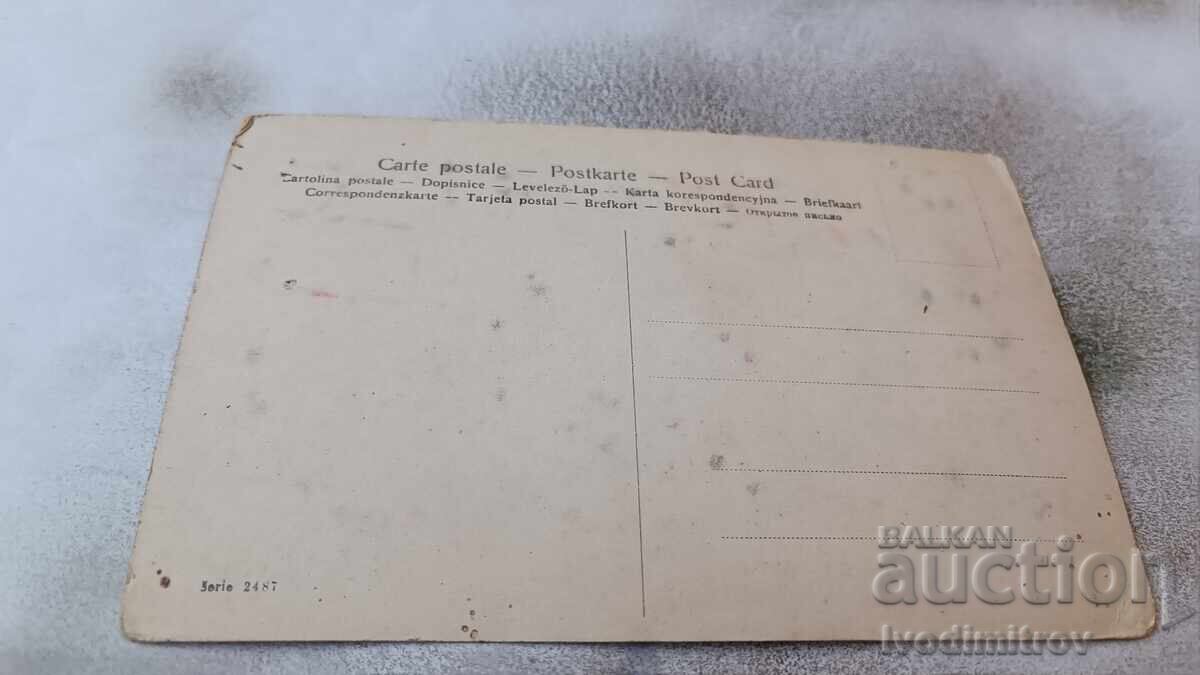 Carte postale — Postkarte — Post Card
Cartolina postale — Dopisnice — Levelező-Lap -- Karta korespondencyjna — Briefkaart
Correspondenzkarte -- Tarjeta postal — Brefkort — Brevkort — Открытое письмо
Serie 2487
BALKAN
auction
Ivodimitrov